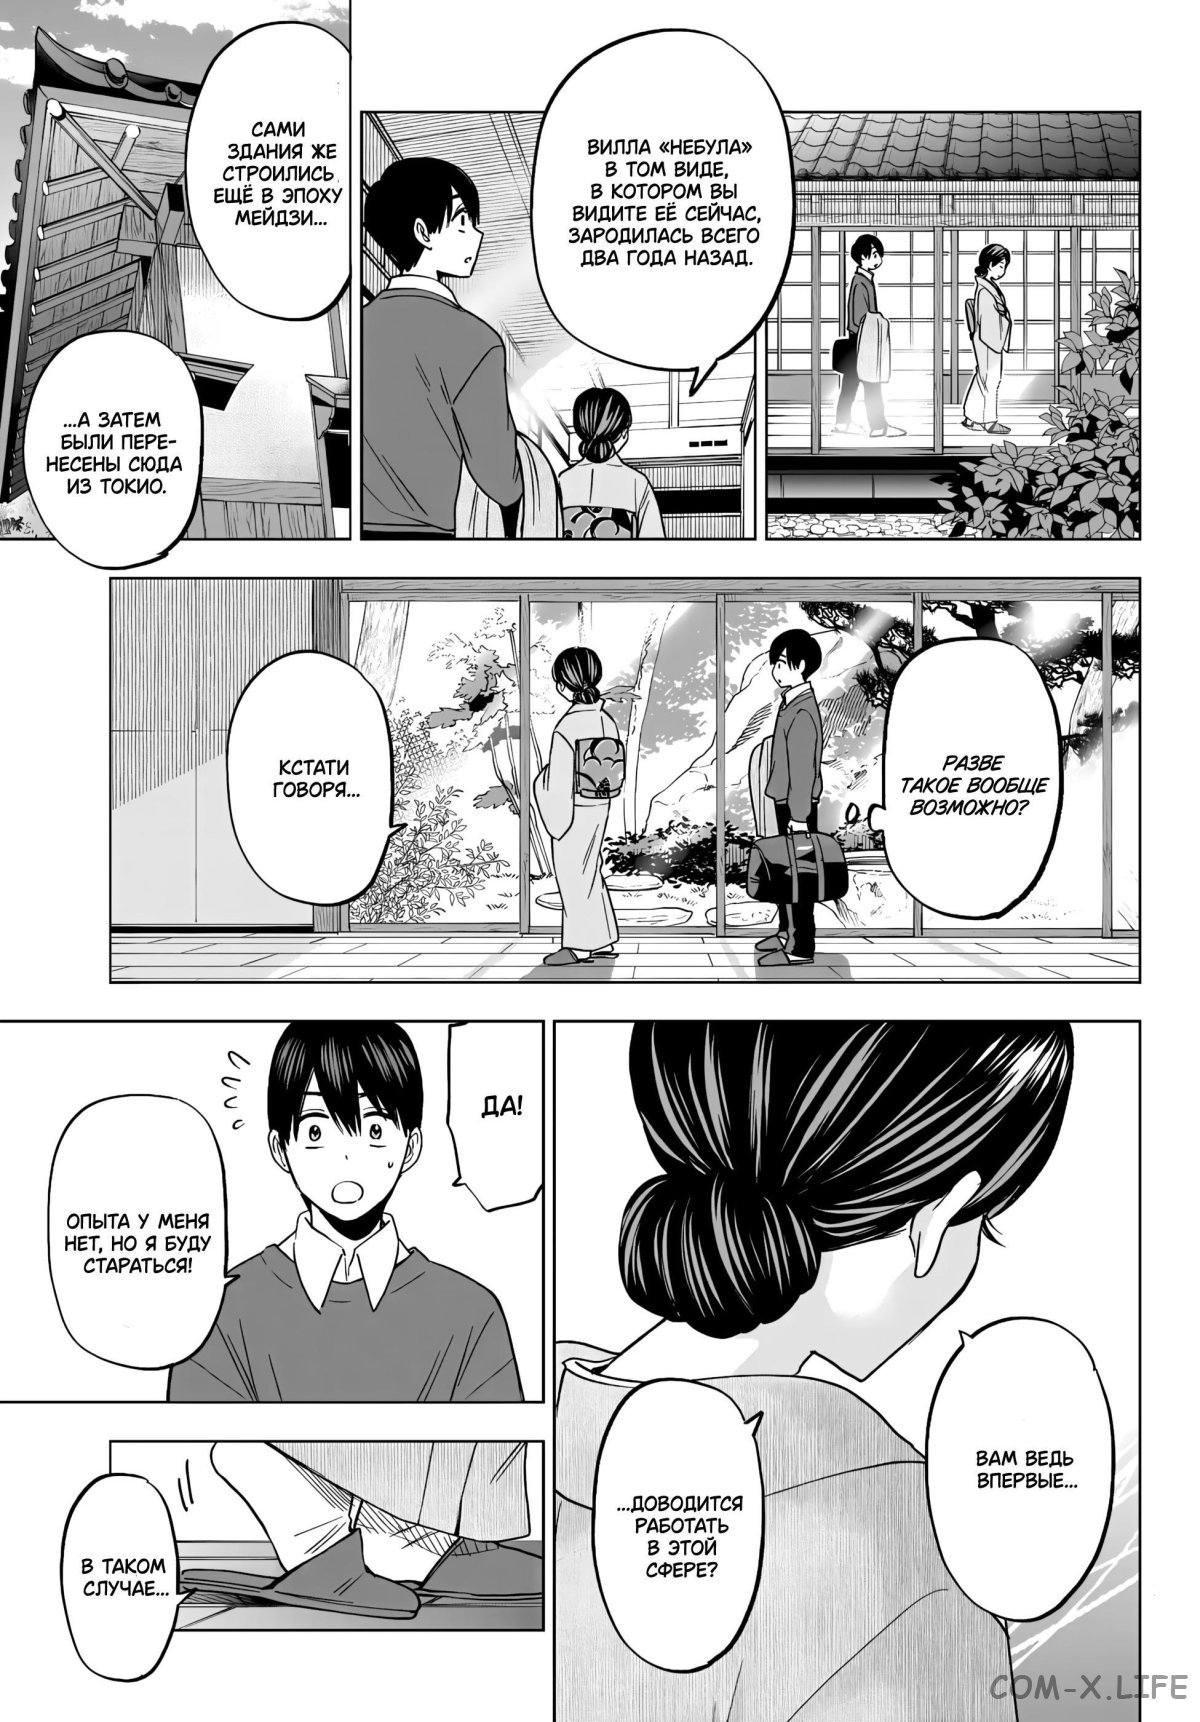 ВИЛЛА «НЕБУЛА»
В ТОМ ВИДЕ,
В КОТОРОМ ВЫ
ВИДИТЕ ЕЁ СЕЙЧАС,
ЗАРОДИЛАСЬ ВСЕГО
ДВА ГОДА НАЗАД.
САМИ
ЗДАНИЯ ЖЕ
СТРОИЛИСЬ
ЕЩЁ В ЭПОХУ
МЕЙДЗИ...
...А ЗАТЕМ
БЫЛИ ПЕРЕ-
НЕСЕНЫ СЮДА
ИЗ ТОКИО.
РАЗВЕ
ТАКОЕ ВООБЩЕ
ВОЗМОЖНО?
КСТАТИ
ГОВОРЯ...
ВАМ ВЕДЬ
ВПЕРВЫЕ...
...ДОВОДИТСЯ
РАБОТАТЬ
В ЭТОЙ
СФЕРЕ?
ДА!
ОПЫТА У МЕНЯ
НЕТ, НО Я БУДУ
СТАРАТЬСЯ!
В ТАКОМ
СЛУЧАЕ...
COM-X.LIFE